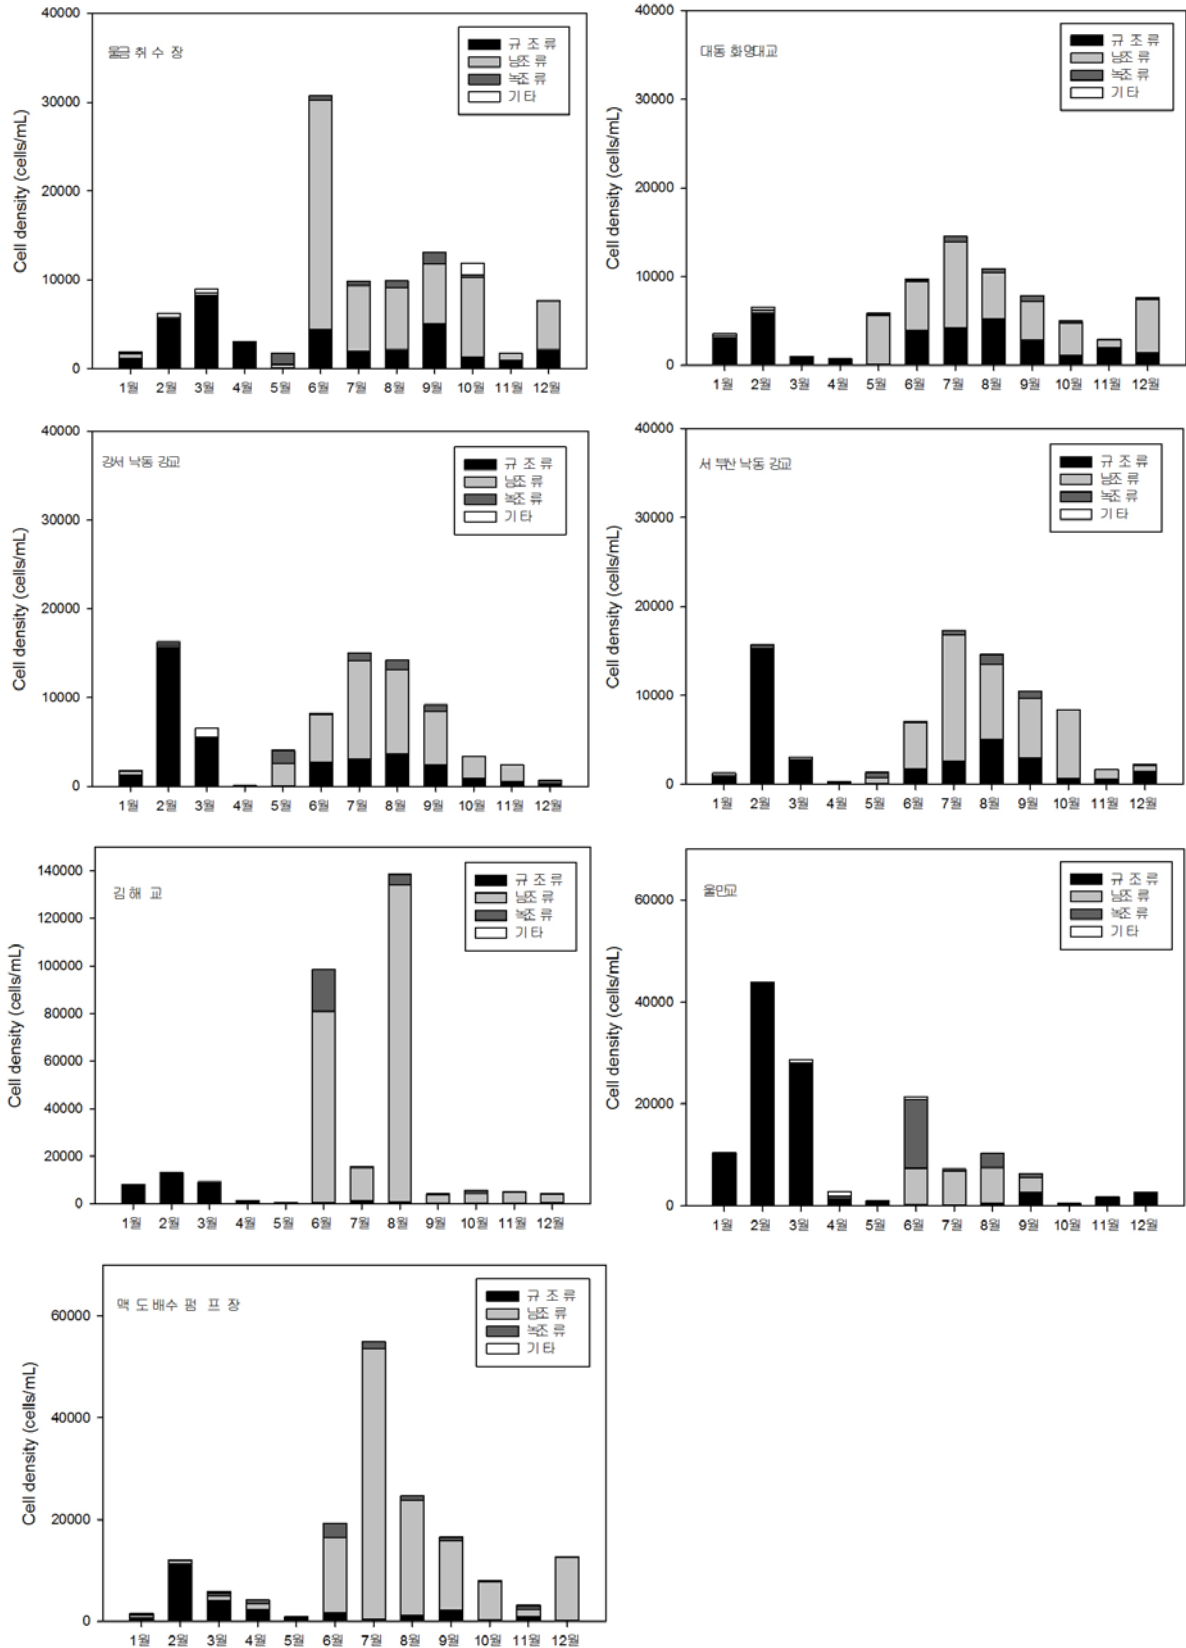 40000
30000
20000
10000
0
Cell density (cells/mL)
물금 취 수 장
규 조 류
남조류
녹조류
기 타
1월 2월 3월 4월 5월 6월 7월 8월 9월 10월 11월 12월
40000
30000
20000
10000
0
Cell density (cells/mL)
대동 화명대교
규 조 류
남조류
녹조류
기 타
1월 2월 3월 4월 5월 6월 7월 8월 9월 10월 11월 12월
40000
30000
20000
10000
0
Cell density (cells/mL)
강서 낙동 강교
규 조 류
남조류
녹조류
기 타
1월 2월 3월 4월 5월 6월 7월 8월 9월 10월 11월 12월
40000
30000
20000
10000
0
Cell density (cells/mL)
서 부산 낙동 강교
규 조 류
남조류
녹조류
기 타
1월 2월 3월 4월 5월 6월 7월 8월 9월 10월 11월 12월
140000
120000
100000
80000
60000
40000
20000
0
Cell density (cells/mL)
김 해 교
규 조 류
남조류
녹조류
기 타
1월 2월 3월 4월 5월 6월 7월 8월 9월 10월 11월 12월
60000
40000
20000
0
Cell density (cells/mL)
울만교
규 조 류
남조류
녹조류
기 타
1월 2월 3월 4월 5월 6월 7월 8월 9월 10월 11월 12월
60000
40000
20000
0
Cell density (cells/mL)
맥 도 배수 펌 프 장
규 조 류
남조류
녹조류
기 타
1월 2월 3월 4월 5월 6월 7월 8월 9월 10월 11월 12월